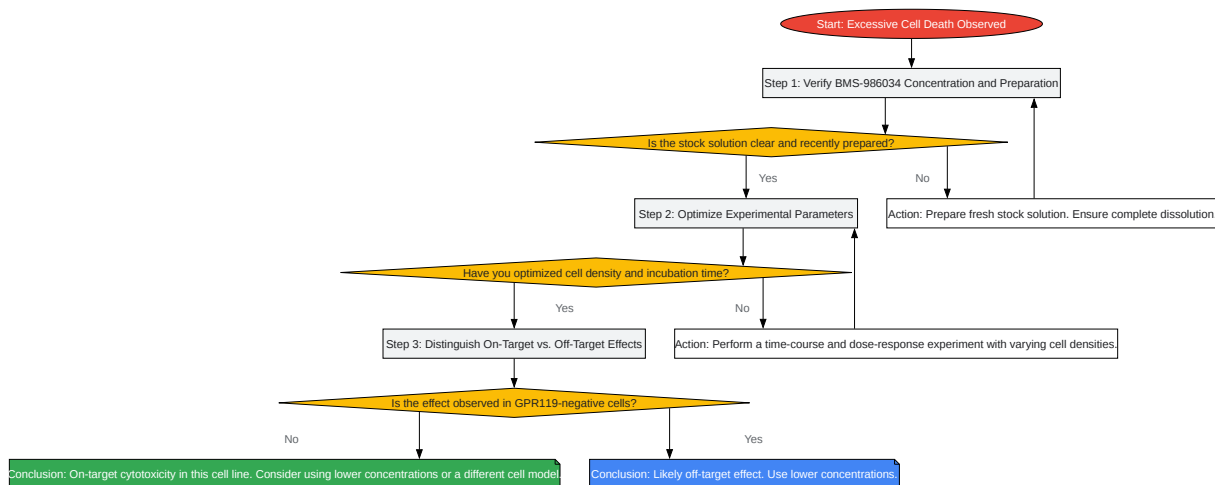 Start: Excessive Cell Death Observed
Step 1: Verify BMS-986034 Concentration and Preparation
Is the stock solution clear and recently prepared?
Yes
No
Step 2: Optimize Experimental Parameters
Action: Prepare fresh stock solution. Ensure complete dissolution.
Have you optimized cell density and incubation time?
Yes
No
Step 3: Distinguish On-Target vs. Off-Target Effects
Action: Perform a time-course and dose-response experiment with varying cell densities.
Is the effect observed in GPR119-negative cells?
No
Yes
Conclusion: On-target cytotoxicity in this cell line. Consider using lower concentrations or a different cell model.
Conclusion: Likely off-target effect. Use lower concentrations.